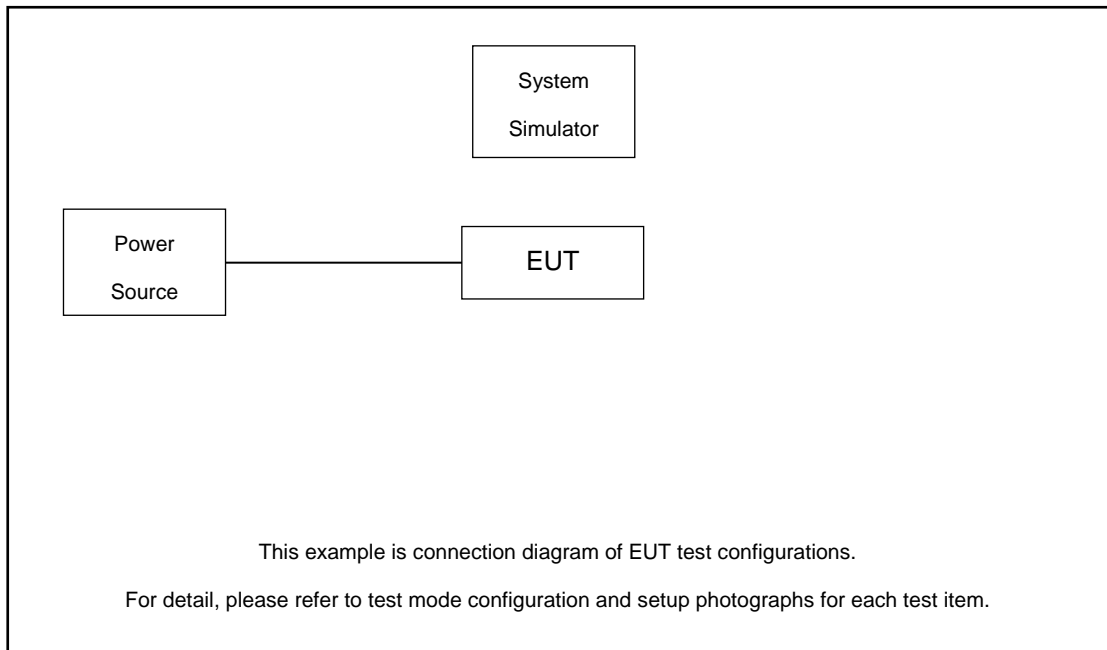 System
Simulator
Power
Source
EUT
This example is connection diagram of EUT test configurations.
For detail, please refer to test mode configuration and setup photographs for each test item.